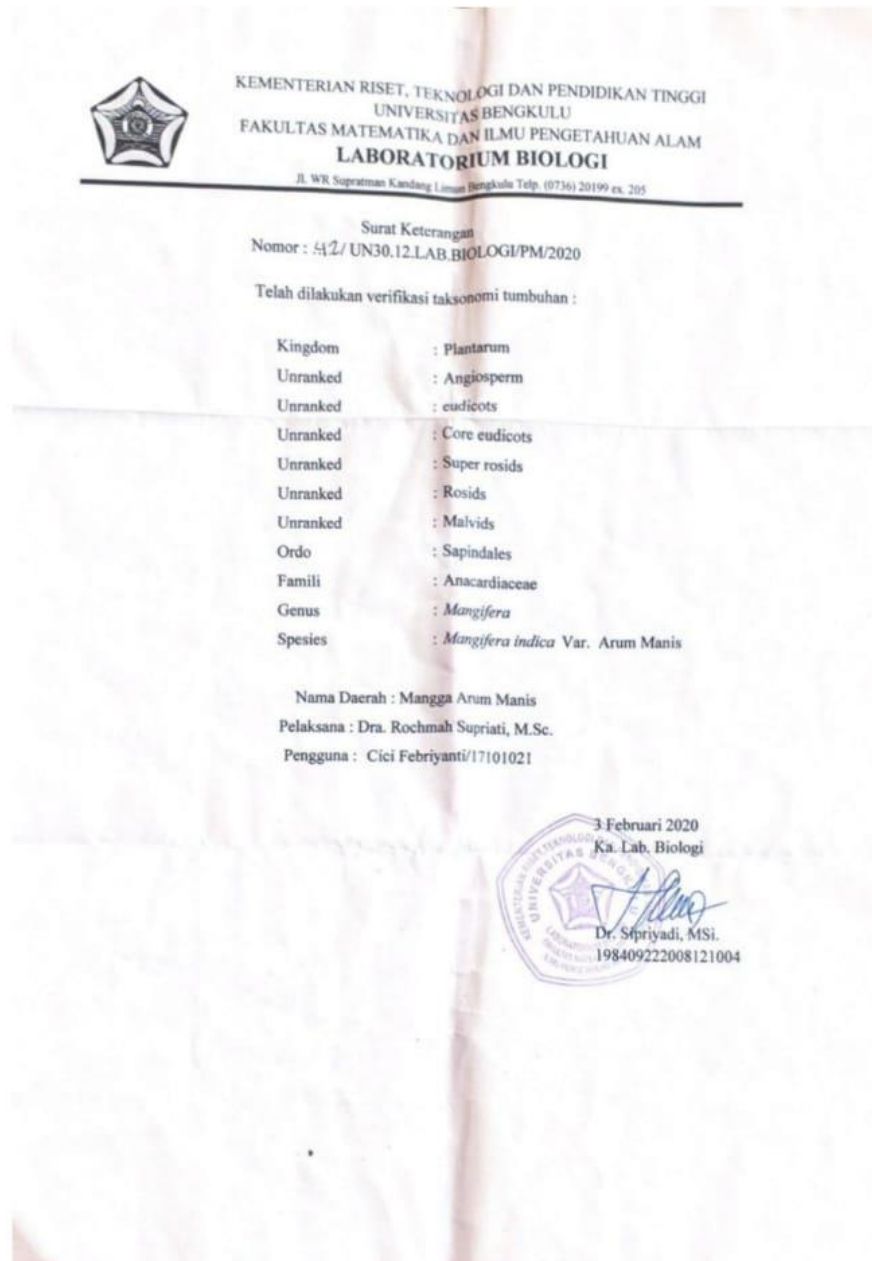 KEMENTERIAN RISET, TEKNOLOGI DAN PENDIDIKAN TINGGI
UNIVERSITAS BENGKULU
FAKULTAS MATEMATIKA DAN ILMU PENGETAHUAN ALAM
LABORATORIUM BIOLOGI
Jl. WR Supratman Kandang Limun Bengkulu Telp. (0736) 20199 ex. 205
Surat Keterangan
Nomor : 42/ UN30.12.LAB.BIOLOGI/PM/2020
Telah dilakukan verifikasi taksonomi tumbuhan :
Kingdom : Plantarum
Unranked : Angiosperm
Unranked : eudicots
Unranked : Core eudicots
Unranked : Super rosids
Unranked : Rosids
Unranked : Malvids
Ordo : Sapindales
Famili : Anacardiaceae
Genus : Mangifera
Spesies : Mangifera indica Var. Arum Manis
Nama Daerah : Mangga Arum Manis
Pelaksana : Dra. Rochmah Supriati, M.Sc.
Pengguna : Cici Febriyanti/17101021
3 Februari 2020
Ka. Lab. Biologi
Dr. Sipriyadi, MSi.
198409222008121004
UNIVERSITAS